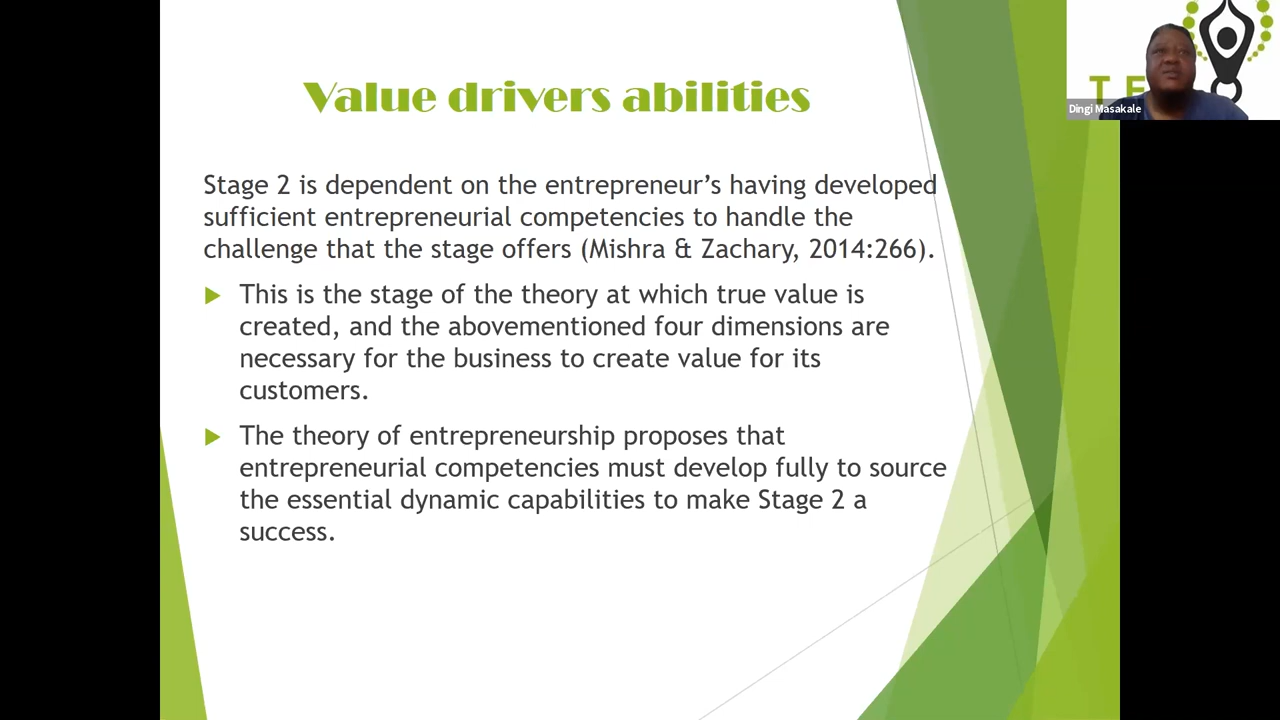 Value drivers abilities
Stage 2 is dependent on the entrepreneur’s having developed
sufficient entrepreneurial competencies to handle the
challenge that the stage offers (Mishra & Zachary, 2014:266).
This is the stage of the theory at which true value is
created, and the abovementioned four dimensions are
necessary for the business to create value for its
customers.
The theory of entrepreneurship proposes that
entrepreneurial competencies must develop fully to source
the essential dynamic capabilities to make Stage 2 a
success.
Dingi Masakale